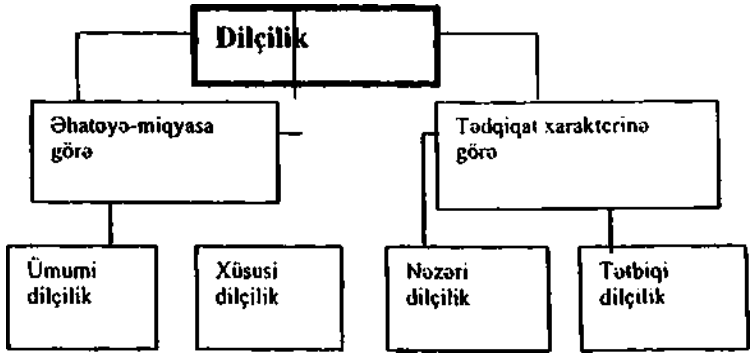 Dilçilik
Əhatəyə-miqyasa
görə
Tədqiqat xarakterinə
görə
Ümumi
dilçilik
Xüsusi
dilçilik
Nəzəri
dilçilik
Tətbiqi
dilçilik